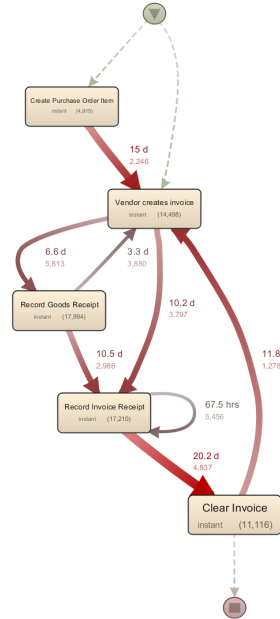 Create Purchase Order Item
instant (4,915)
15 d
2,246
Vendor creates invoice
instant (14,498)
6.6 d
5,813
3.3 d
3,880
Record Goods Receipt
instant (17,994)
10.2 d
3,797
11.8
1,278
10.5 d
2,986
Record Invoice Receipt
instant (17,210)
67.5 hrs
5,456
20.2 d
4,837
Clear Invoice
instant (11,116)